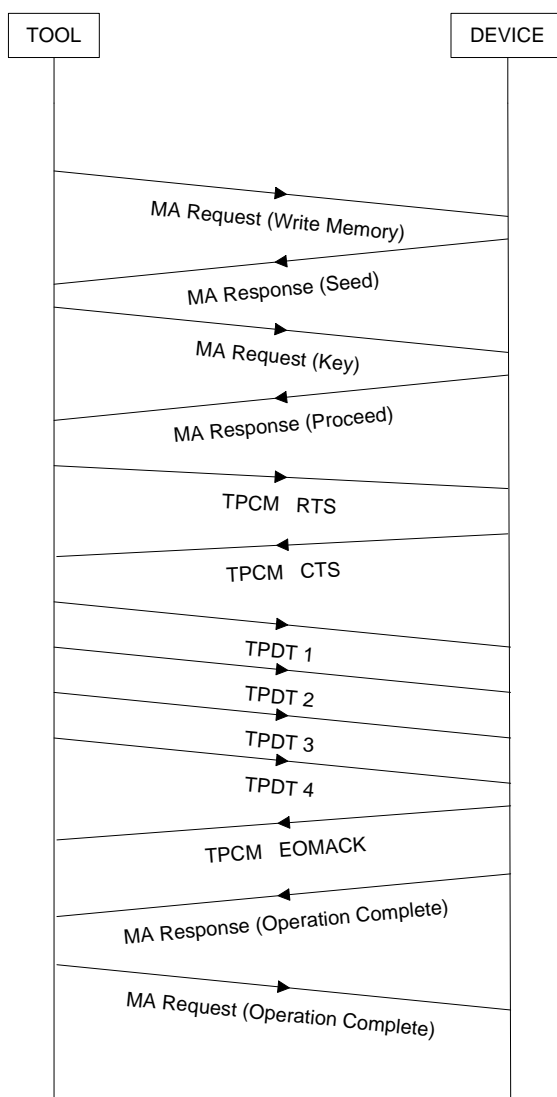 TOOL
DEVICE
MA Request (Write Memory)
MA Response (Seed)
MA Request (Key)
MA Response (Proceed)
TPCM RTS
TPCM CTS
TPDT 1
TPDT 2
TPDT 3
TPDT 4
TPCM EOMACK
MA Response (Operation Complete)
MA Request (Operation Complete)